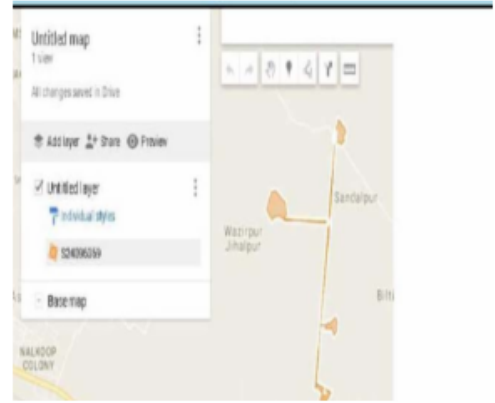 Untitled map
1 view
All changes saved in Drive
Add layer Share Preview
Untitled layer
Individual styles
Base map
Sandalpur
Wazirpur
Jihalpur
NALKOOP
COLONY